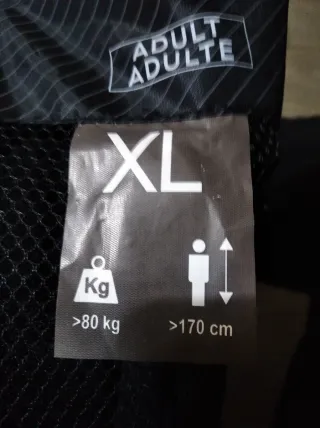 ADULT
ADULTE
XL
Kg
>80 kg
>170 cm